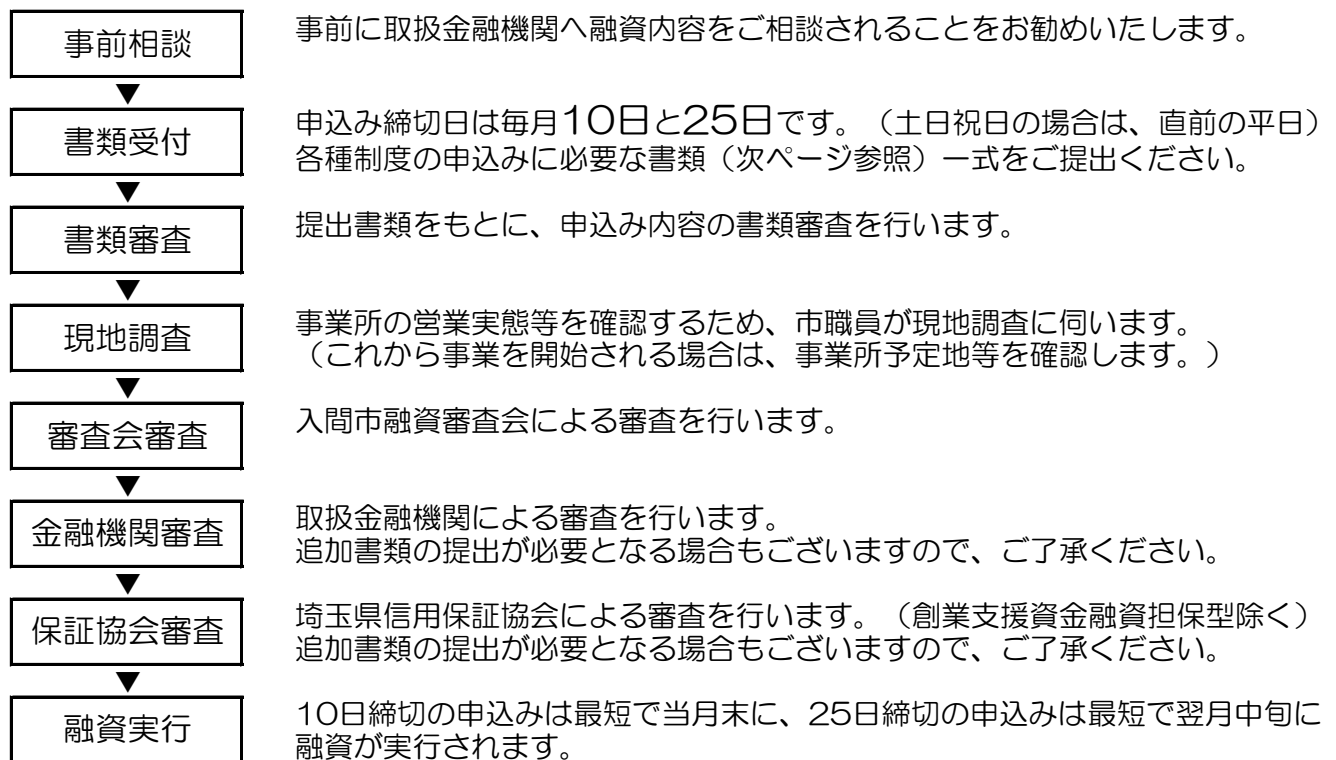 事前相談
事前に取扱金融機関へ融資内容をご相談されることをお勧めいたします。
▼
書類受付
申込み締切日は毎月10日と25日です。（土日祝日の場合は、直前の平日）
各種制度の申込みに必要な書類（次ページ参照）一式をご提出ください。
▼
書類審査
提出書類をもとに、申込み内容の書類審査を行います。
▼
現地調査
事業所の営業実態等を確認するため、市職員が現地調査に伺います。
（これから事業を開始される場合は、事業所予定地等を確認します。）
▼
審査会審査
入間市融資審査会による審査を行います。
▼
金融機関審査
取扱金融機関による審査を行います。
追加書類の提出が必要となる場合もございますので、ご了承ください。
▼
保証協会審査
埼玉県信用保証協会による審査を行います。（創業支援資金融資担保型除く）
追加書類の提出が必要となる場合もございますので、ご了承ください。
▼
融資実行
10日締切の申込みは最短で当月末に、25日締切の申込みは最短で翌月中旬に
融資が実行されます。